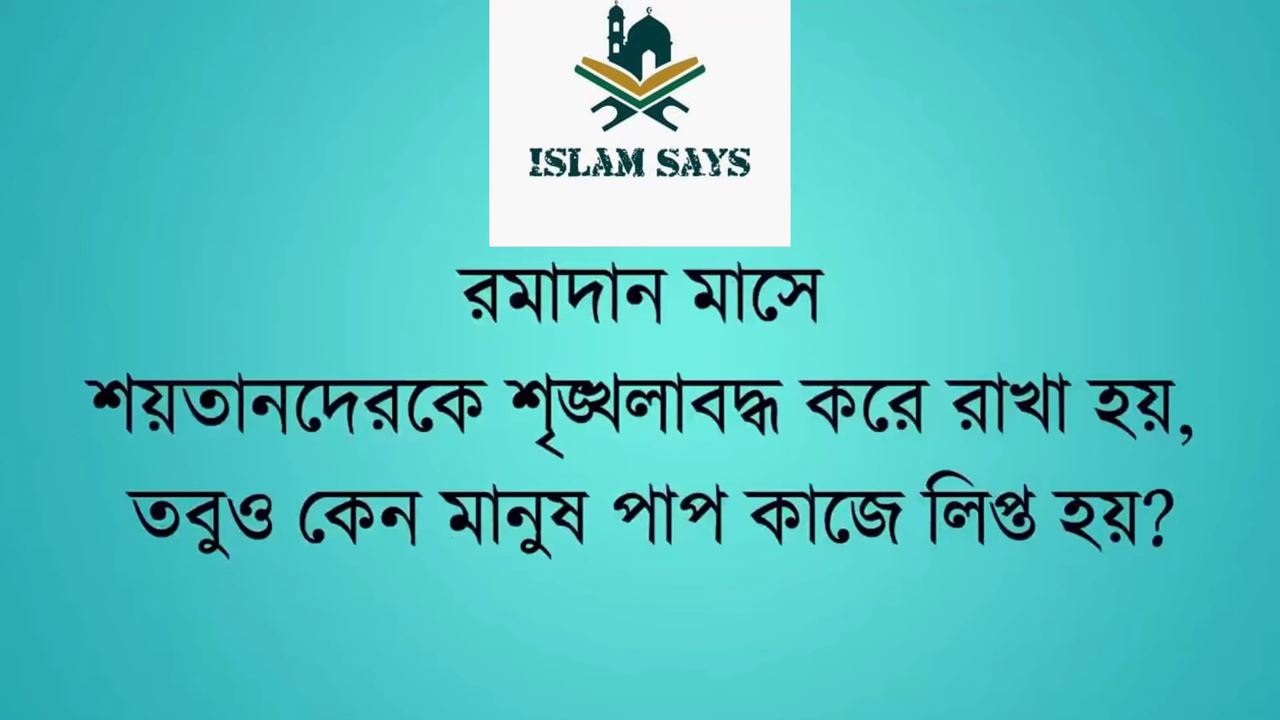 ISLAM SAYS
রমাদান মাসে
শয়তানদেরকে শৃঙ্খলাবদ্ধ করে রাখা হয়,
তবুও কেন মানুষ পাপ কাজে লিপ্ত হয়?